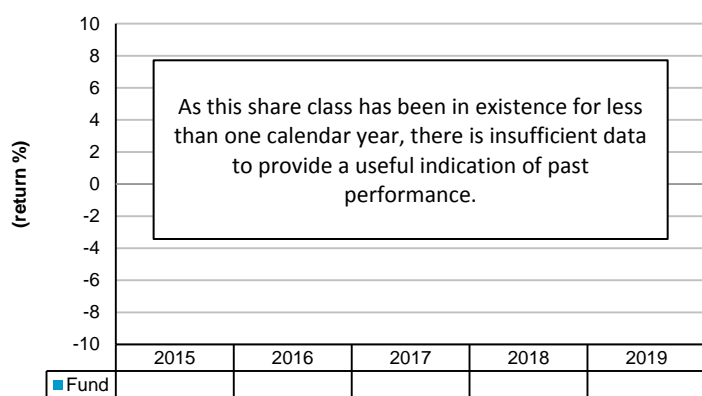 10
8
6
4
2
0
-2
-4
-6
-8
-10
(return %)
As this share class has been in existence for less
than one calendar year, there is insufficient data
to provide a useful indication of past
performance.
2015 2016 2017 2018 2019
Fund